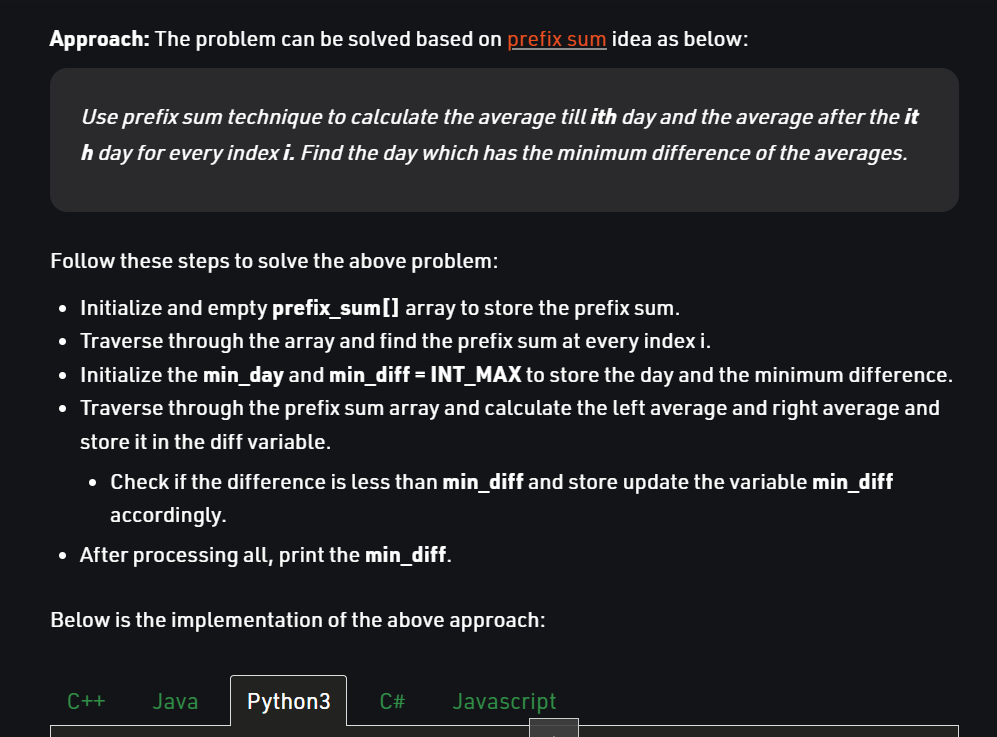 Approach: The problem can be solved based on prefix sum idea as below:
Use prefix sum technique to calculate the average till ith day and the average after the it
h day for every index i. Find the day which has the minimum difference of the averages.
Follow these steps to solve the above problem:
• Initialize and empty prefix_sum[] array to store the prefix sum.
• Traverse through the array and find the prefix sum at every index i.
• Initialize the min_day and min_diff = INT_MAX to store the day and the minimum difference.
• Traverse through the prefix sum array and calculate the left average and right average and
store it in the diff variable.
• Check if the difference is less than min_diff and store update the variable min_diff
accordingly.
• After processing all, print the min_diff.
Below is the implementation of the above approach:
C++ Java Python3 C# Javascript